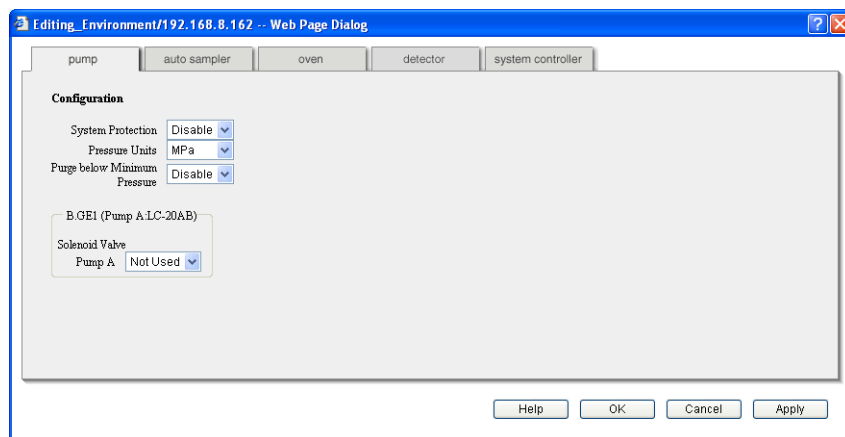 Editing_Environment/192.168.8.162 -- Web Page Dialog
pump auto sampler oven detector system controller
Configuration
System Protection Disable
Pressure Units MPa
Purge below Minimum
Pressure Disable
B.GE1 (Pump A:LC-20AB)
Solenoid Valve
Pump A Not Used
Help OK Cancel Apply